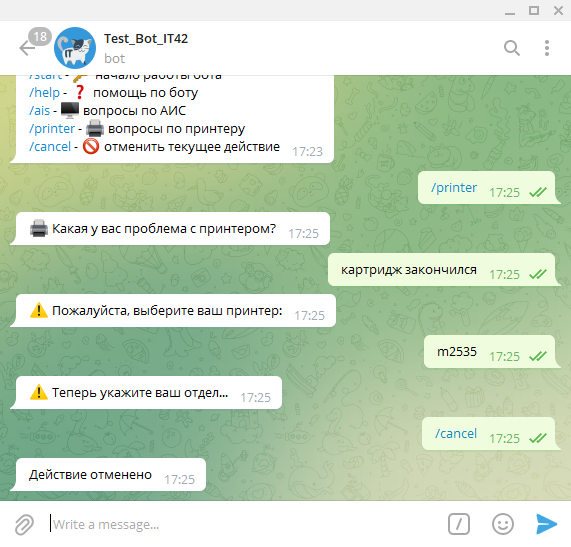 18
Test_Bot_IT42
bot
/start - начало работы бота
/help - ❓ помощь по боту
/ais - 🖥 вопросы по АИС
/printer - 🖨 вопросы по принтеру
/cancel - 🚫 отменить текущее действие 17:23
/printer 17:25
🖨 Какая у вас проблема с принтером? 17:25
картридж закончился 17:25
⚠ Пожалуйста, выберите ваш принтер: 17:25
m2535 17:25
⚠ Теперь укажите ваш отдел... 17:25
/cancel 17:25
Действие отменено 17:25
Write a message...